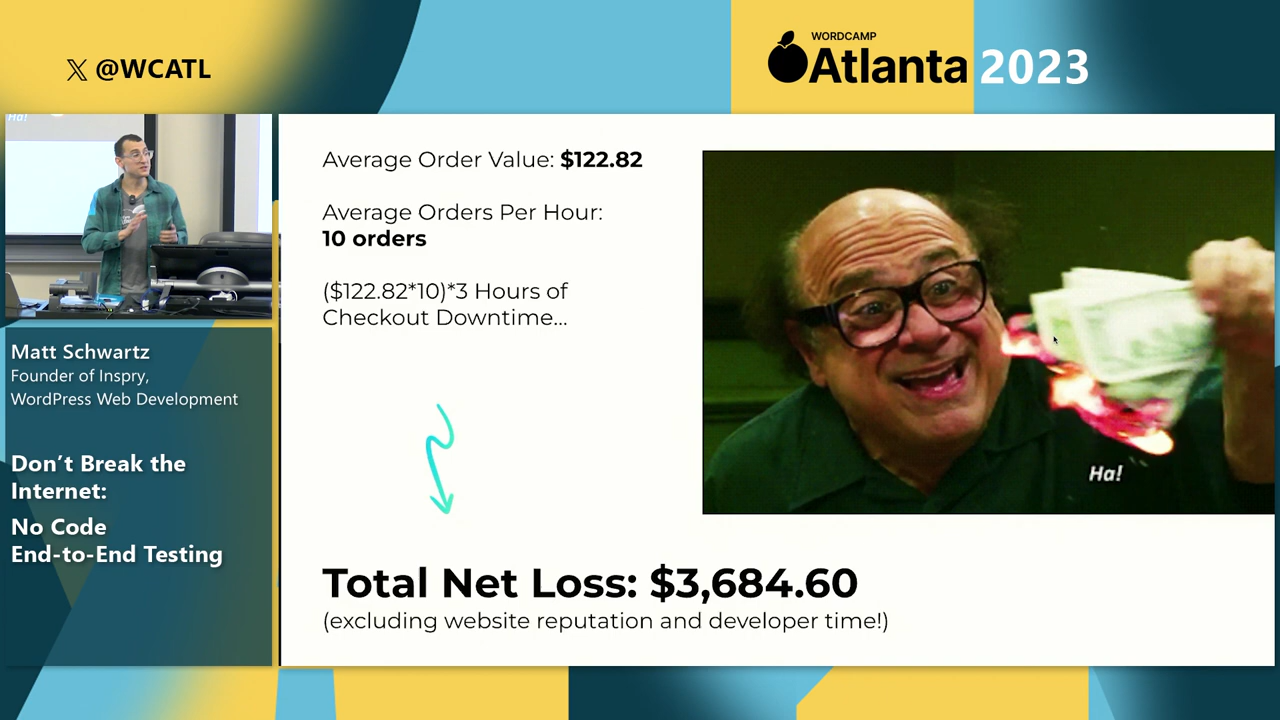 𝕏 @WCATL
WORDCAMP
Atlanta 2023
Ha!
Matt Schwartz
Founder of Inspry,
WordPress Web Development
Don’t Break the
Internet:
No Code
End-to-End Testing
Average Order Value: $122.82
Average Orders Per Hour:
10 orders
($122.82*10)*3 Hours of
Checkout Downtime...
Ha!
Total Net Loss: $3,684.60
(excluding website reputation and developer time!)